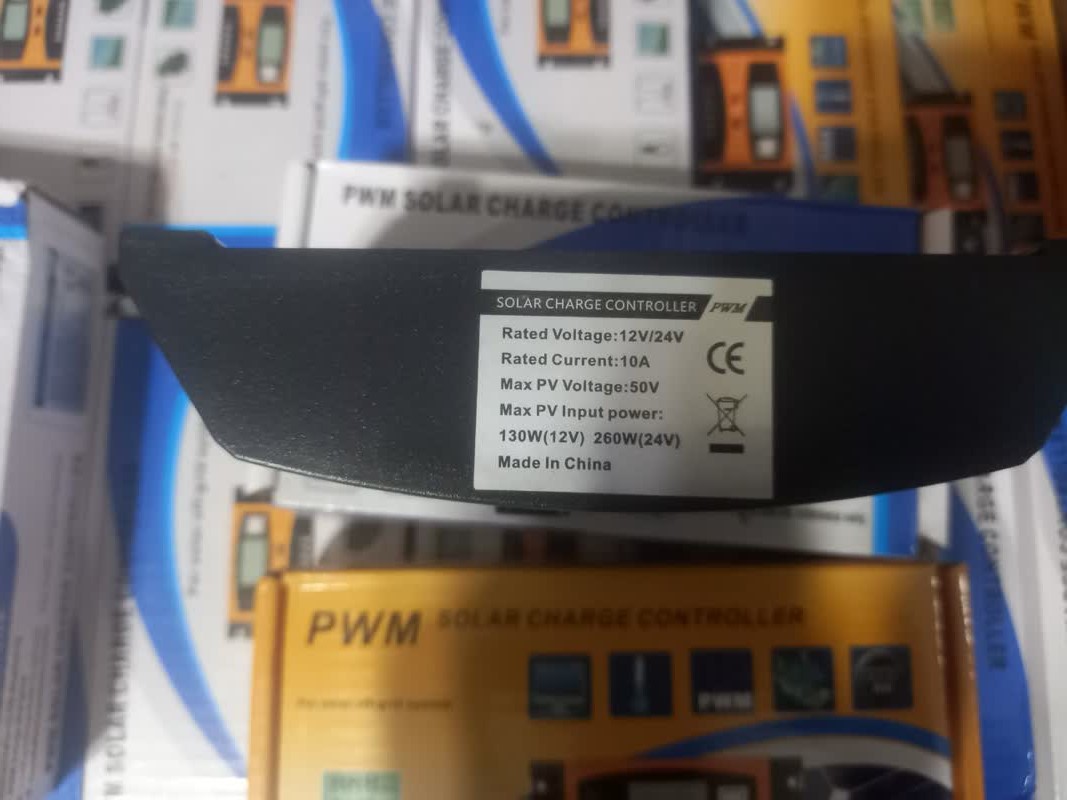 PWM SOLAR CHARGE CONTROLLER
SOLAR CHARGE CONTROLLER PWM
Rated Voltage:12V/24V
Rated Current:10A
Max PV Voltage:50V
Max PV Input power:
130W(12V) 260W(24V)
Made In China
CE
PWM SOLAR CHARGE CONTROLLER
PWM